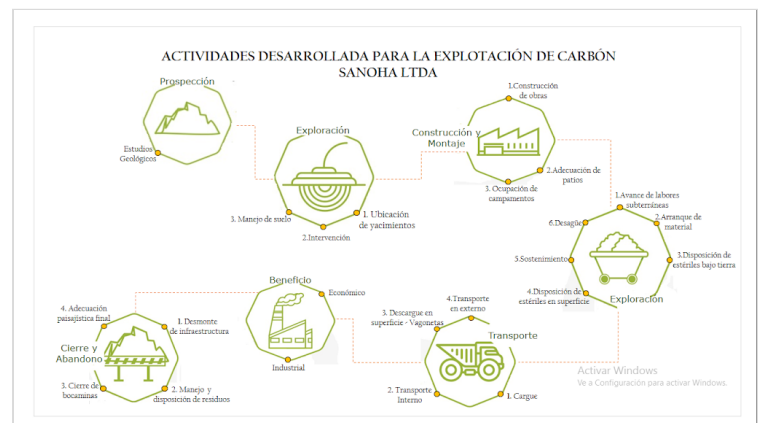 ACTIVIDADES DESARROLLADA PARA LA EXPLOTACIÓN DE CARBÓN
SANOHA LTDA
Prospección
Estudios
Geológicos
Exploración
3. Manejo de suelo
2.Intervención
1. Ubicación
de yacimientos
Construcción y
Montaje
1.Construcción
de obras
2.Adecuación de
patios
3. Ocupación de
campamentos
1.Avance de labores
subterráneas
2.Arranque de
material
3.Disposición de
estériles bajo tierra
4.Disposición de
estériles en superficie
5.Sostenimiento
6.Desagüe
Exploración
Transporte
4.Transporte
en externo
3. Descargue en
superficie - Vagonetas
2. Transporte
Interno
1. Cargue
Beneficio
Económico
Industrial
Cierre y
Abandono
4. Adecuación
paisajística final
1. Desmonte
de infraestructura
3. Cierre de
bocaminas
2. Manejo y
disposición de residuos
Activar Windows
Ve a Configuración para activar Windows.